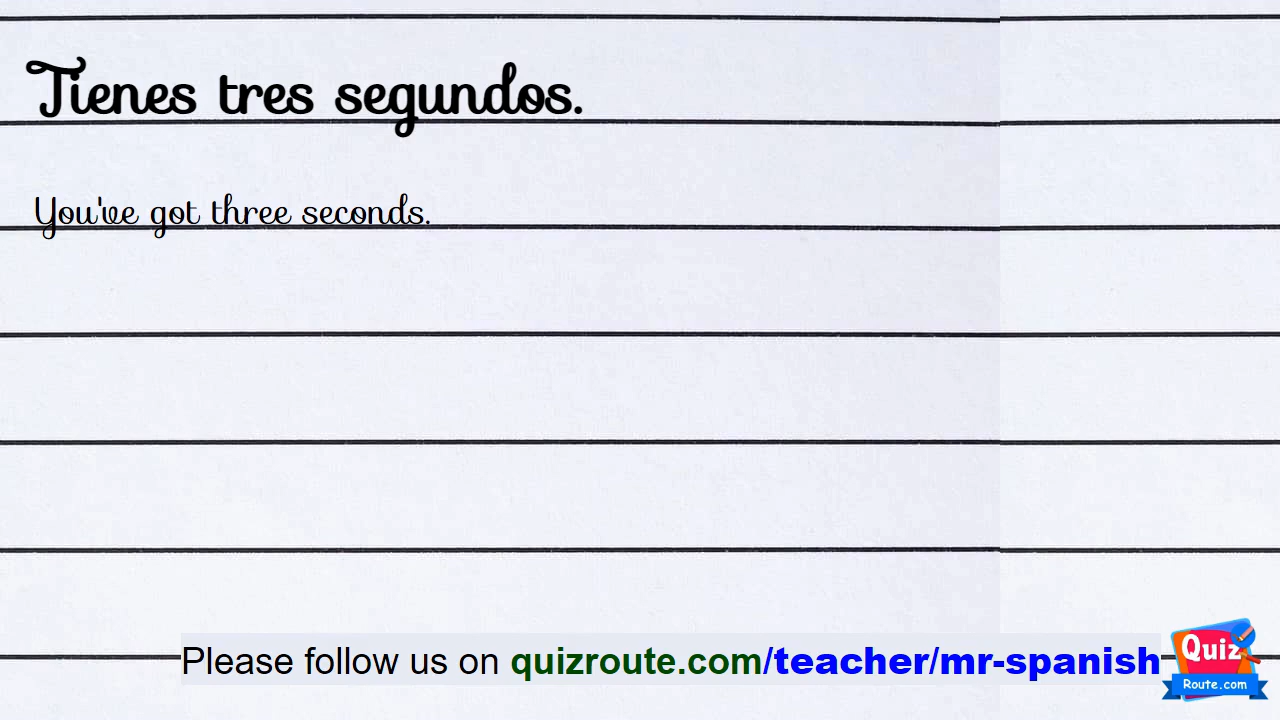 Tienes tres segundos.
You've got three seconds.
Please follow us on quizroute.com/teacher/mr-spanish
Quiz
Route.com